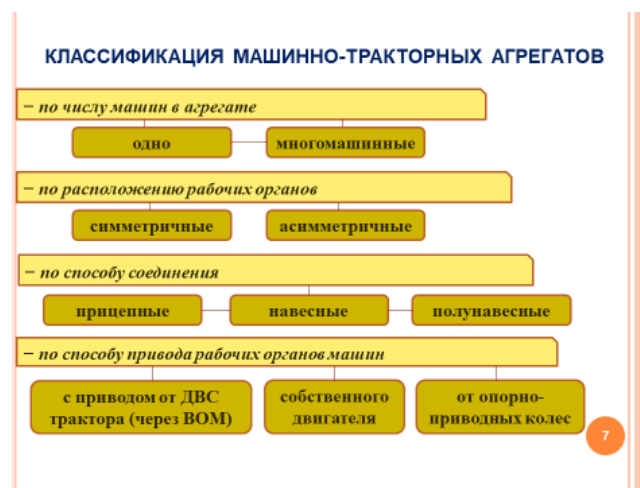 КЛАССИФИКАЦИЯ МАШИННО-ТРАКТОРНЫХ АГРЕГАТОВ
– по числу машин в агрегате
одно
многомашинные
– по расположению рабочих органов
симметричные
асимметричные
– по способу соединения
прицепные
навесные
полунавесные
– по способу привода рабочих органов машин
с приводом от ДВС
трактора (через ВОМ)
собственного
двигателя
от опорно-
приводных колес
7